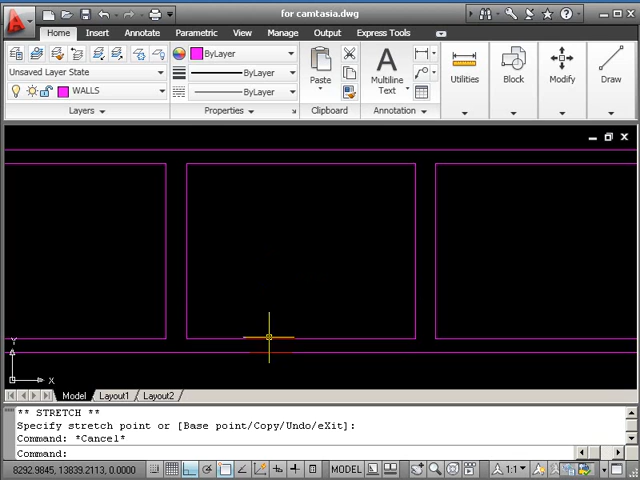 for camtasia.dwg
Home Insert Annotate Parametric View Manage Output Express Tools
Unsaved Layer State
WALLS
Layers
ByLayer
ByLayer
ByLayer
Properties
Paste
Clipboard
A
Multiline Text
Annotation
Utilities
Block
Modify
Draw
Y
X
Model Layout1 Layout2
** STRETCH **
Specify stretch point or [Base point/Copy/Undo/eXit]:
Command: *Cancel*
Command:
8292.9845, 13839.2113, 0.0000
MODEL
1:1